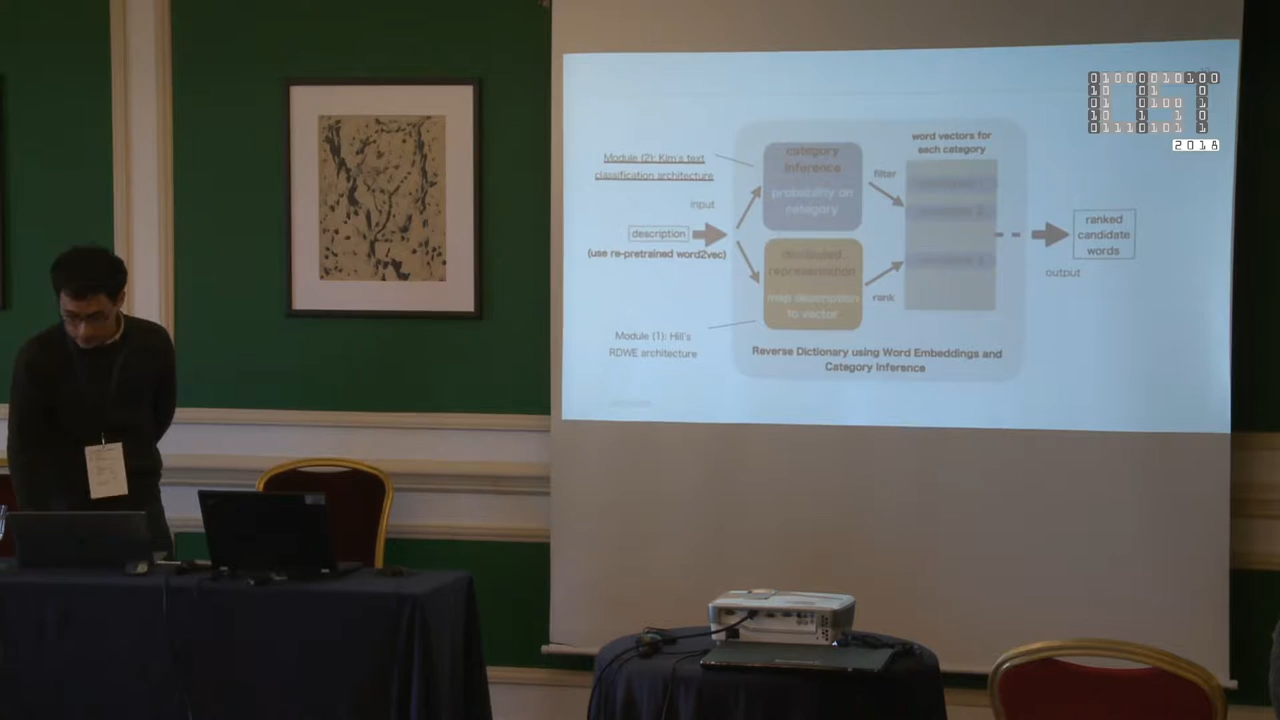 Module (2): Kim's text
classification architecture
input
description
(use re-pretrained word2vec)
Module (1): Hill's
RDWE architecture
category
inference
probability on
category
distributed
representation
map description
to vector
filter
rank
word vectors for
each category
Reverse Dictionary using Word Embeddings and
Category Inference
ranked
candidate
words
output
2018